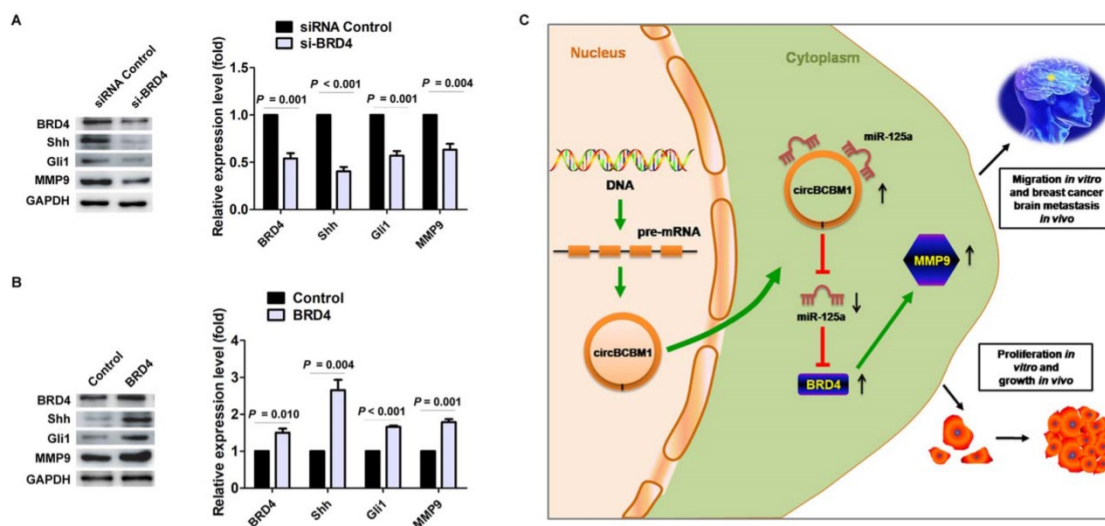 A
siRNA Control
si-BRD4
BRD4
Shh
Gli1
MMP9
GAPDH
siRNA Control
si-BRD4
Relative expression level (fold)
1.5
1.0
0.5
0.0
P = 0.001
P < 0.001
P = 0.001
P = 0.004
BRD4
Shh
Gli1
MMP9
B
Control
BRD4
BRD4
Shh
Gli1
MMP9
GAPDH
Control
BRD4
Relative expression level (fold)
4
3
2
1
0
P = 0.010
P = 0.004
P < 0.001
P = 0.001
BRD4
Shh
Gli1
MMP9
C
Nucleus
Cytoplasm
DNA
pre-mRNA
circBCBM1
miR-125a
circBCBM1
miR-125a
BRD4
MMP9
Migration in vitro
and breast cancer
brain metastasis
in vivo
Proliferation in
vitro and
growth in vivo